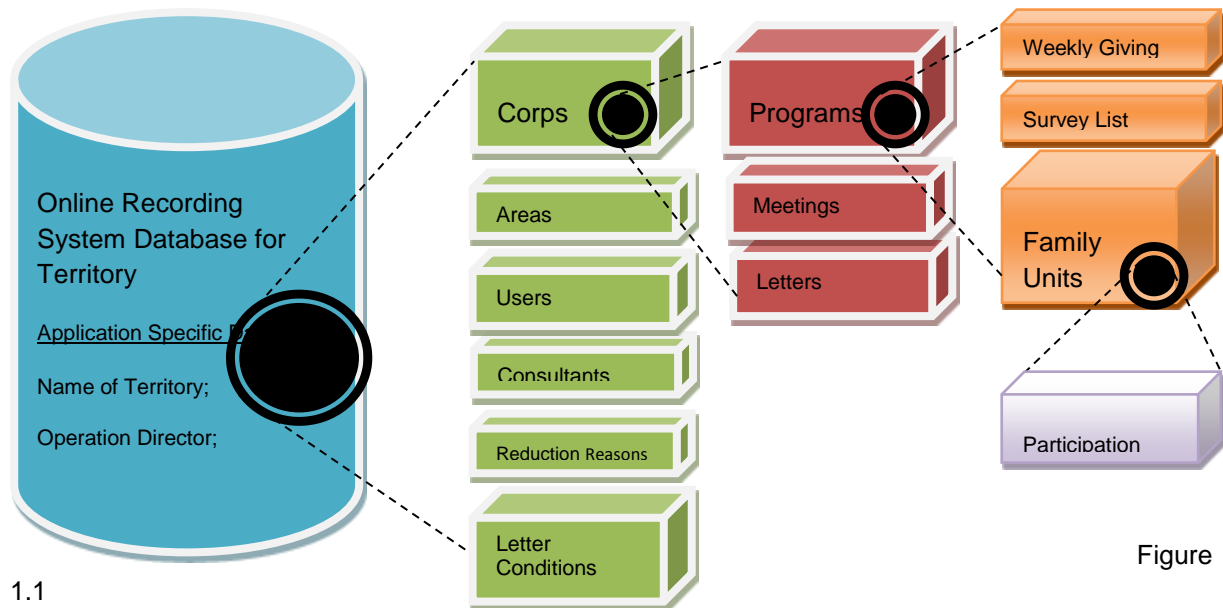 Online Recording
System Database for
Territory
Application Specific
Name of Territory;
Operation Director;
Corps
Areas
Users
Consultants
Reduction Reasons
Letter
Conditions
Programs
Meetings
Letters
Weekly Giving
Survey List
Family
Units
Participation
Figure
1.1